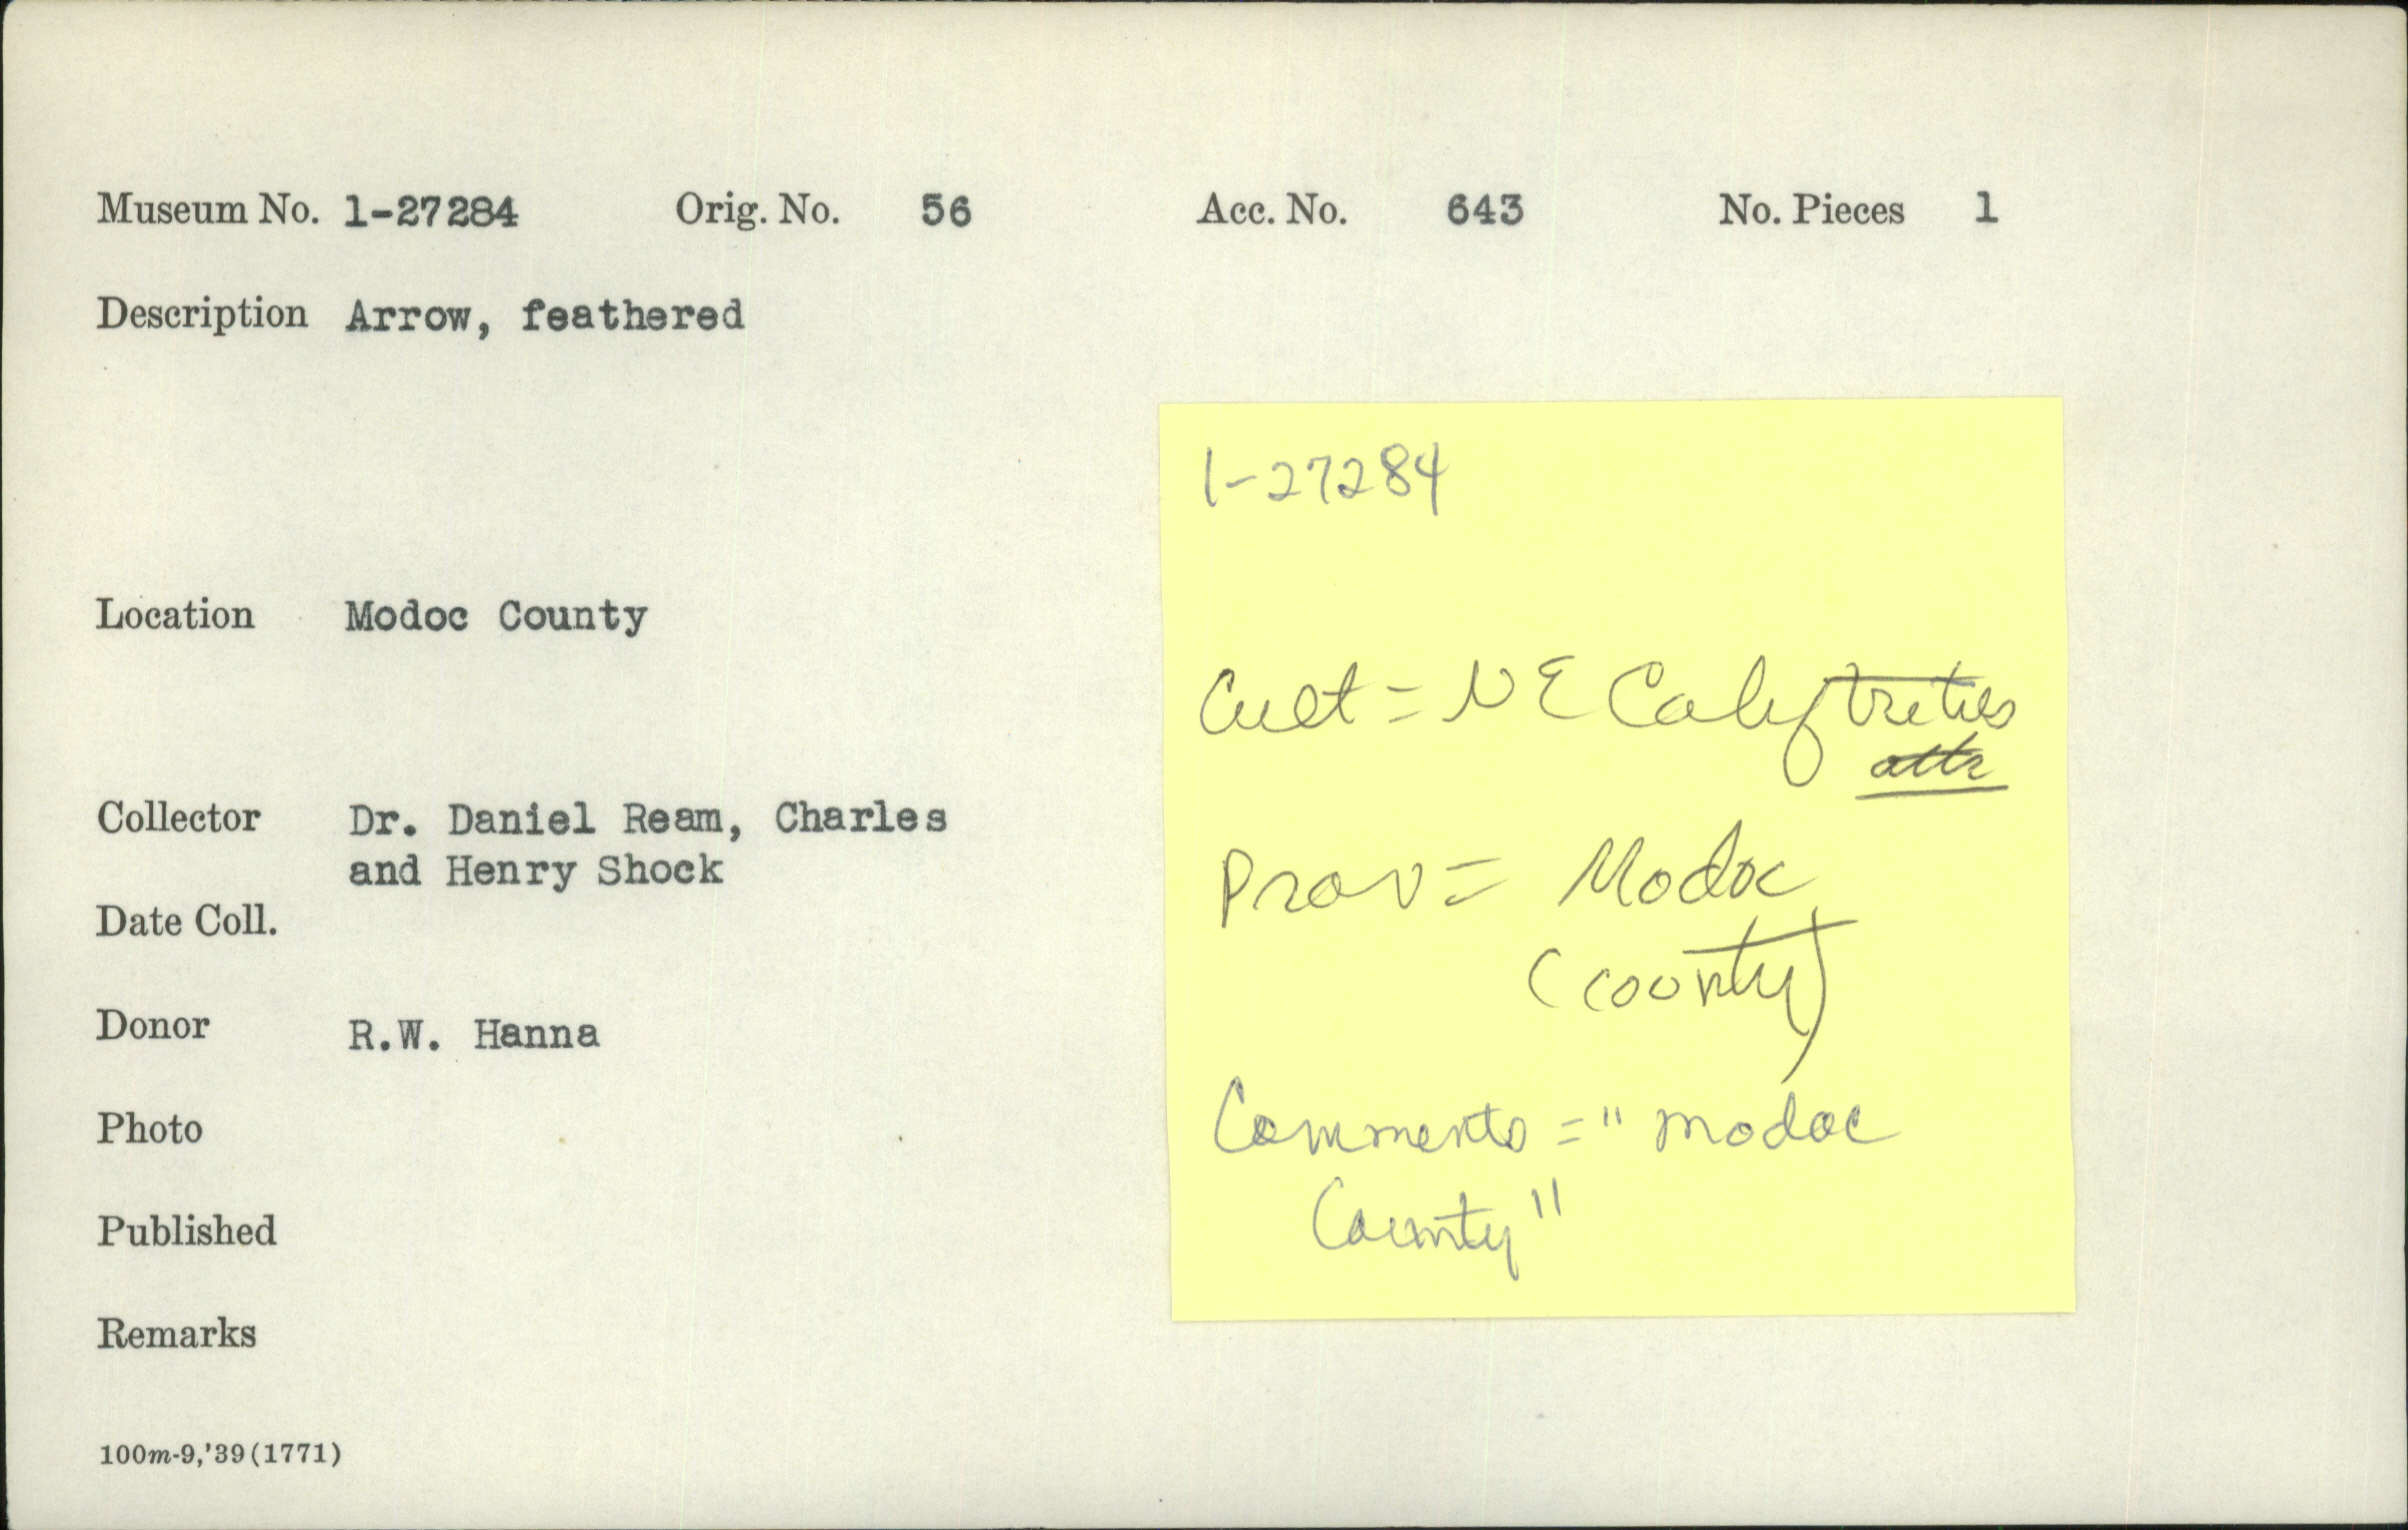 Museum No. 1-27284 Orig. No. 56 Acc. No. 643 No. Pieces 1
Description Arrow, feathered
Location Modoc County
Collector Dr. Daniel Ream, Charles
and Henry Shock
Date Coll.
Donor R.W. Hanna
Photo
Published
Remarks
100m-9,'39(1771)
1-27284
Cult = NE Calif tribes
attr
Prov = Modoc
(county)
Comments = "Modoc
County"